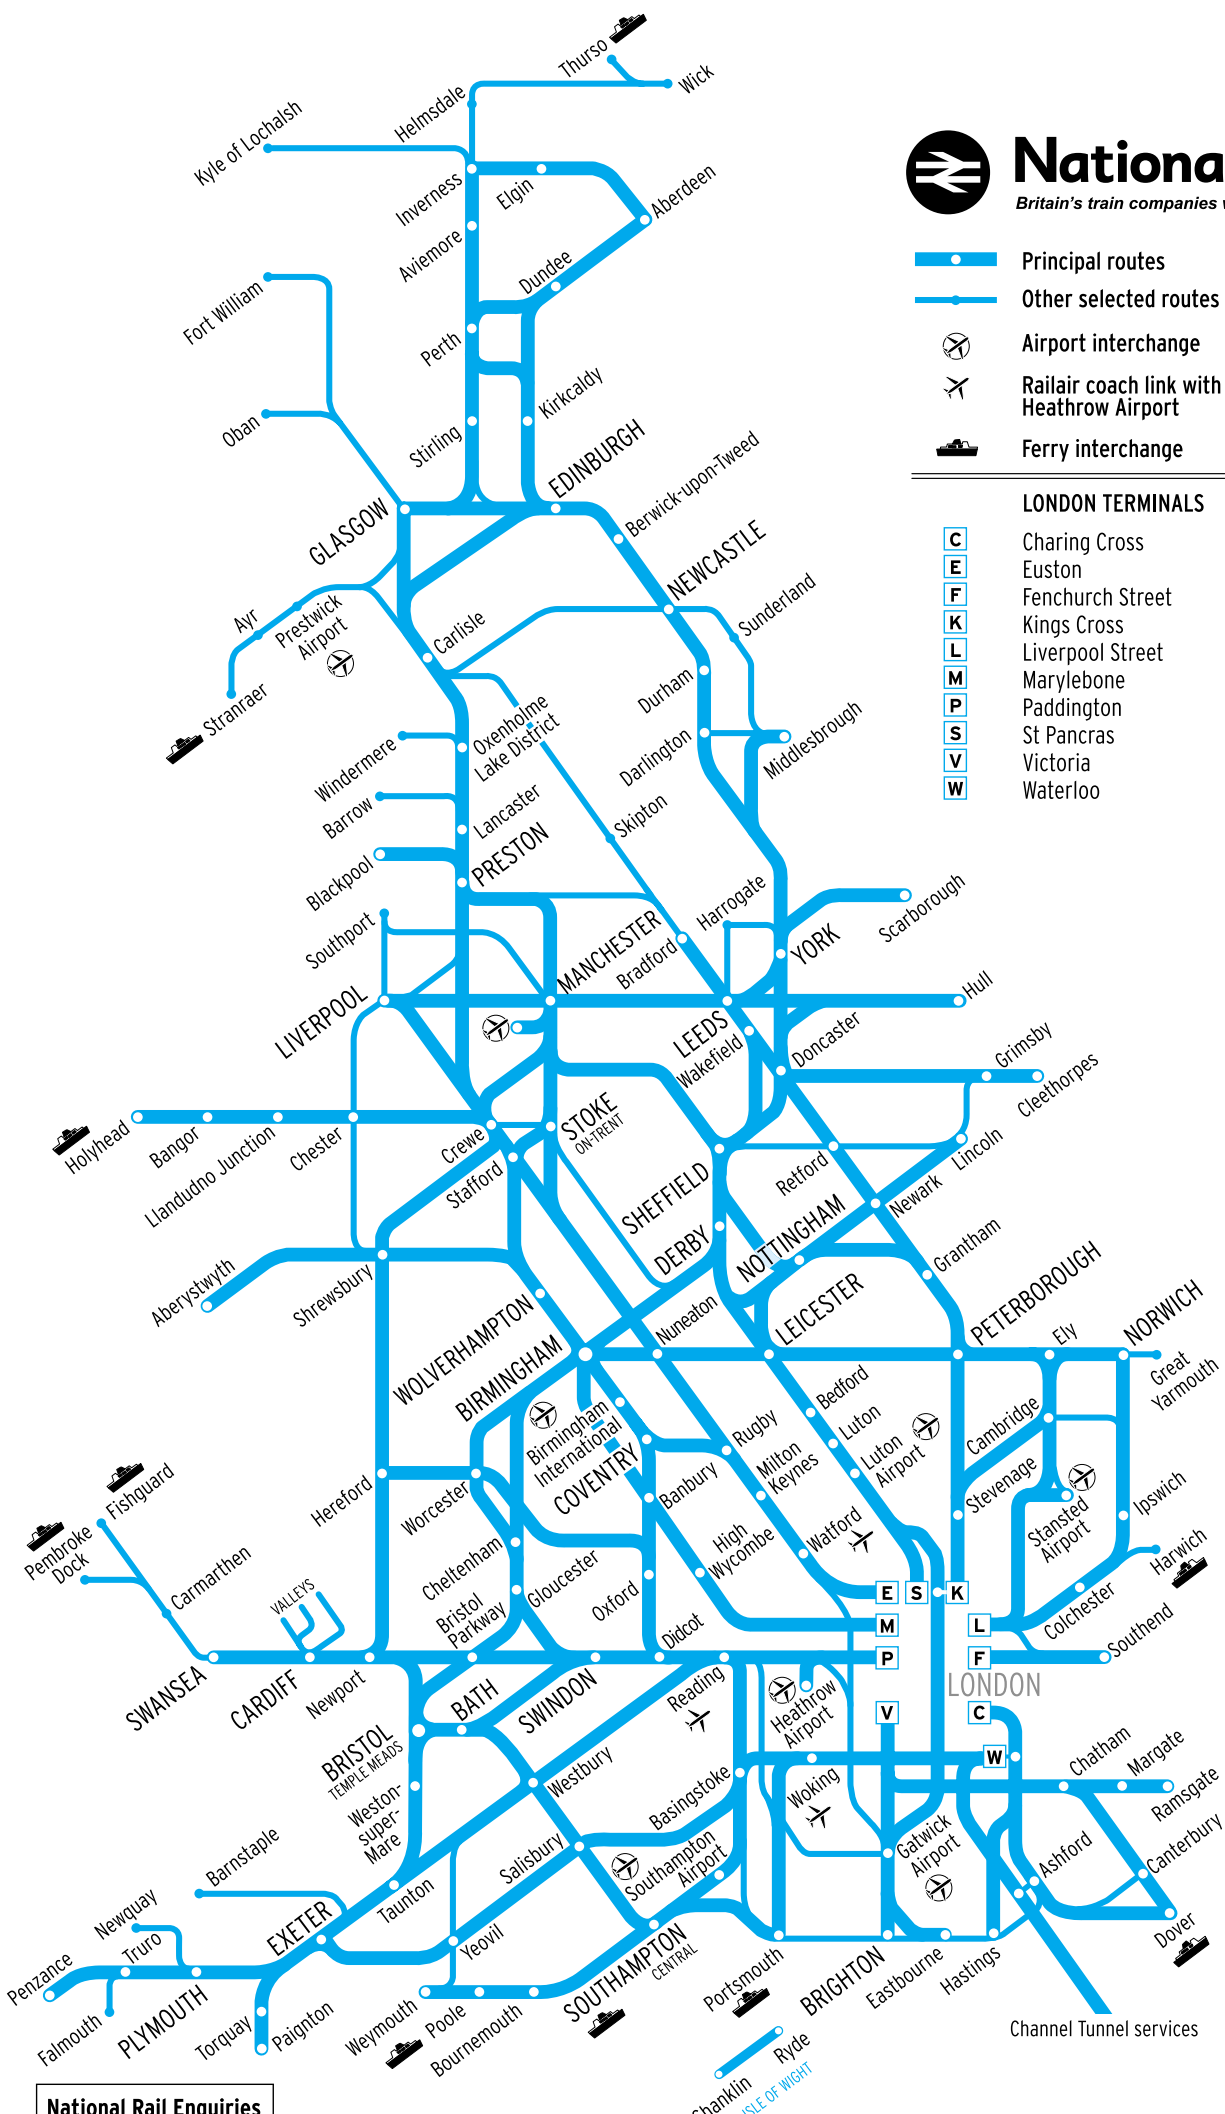 Thurso
Wick
Helmsdale
Kyle of Lochalsh
Inverness
Elgin
Aberdeen
Nationa
Britain's train companies w
Aviemore
Dundee
Fort William
Perth
Principal routes
Other selected routes
Airport interchange
Railair coach link with
Heathrow Airport
Ferry interchange
Kirkcaldy
Oban
Stirling
EDINBURGH
Berwick-upon-Tweed
GLASGOW
NEWCASTLE
LONDON TERMINALS
C Charing Cross
E Euston
F Fenchurch Street
K Kings Cross
L Liverpool Street
M Marylebone
P Paddington
S St Pancras
V Victoria
W Waterloo
Ayr
Prestwick
Airport
Carlisle
Sunderland
Durham
Stranraer
Oxenholme
Lake District
Windermere
Darlington
Middlesbrough
Barrow
Lancaster
Skipton
PRESTON
Blackpool
Harrogate
Scarborough
Southport
MANCHESTER
Bradford
YORK
LIVERPOOL
LEEDS
Hull
Wakefield
Doncaster
Grimsby
Cleethorpes
Holyhead
Bangor
Llandudno Junction
Chester
Crewe
STOKE
ON-TRENT
Stafford
SHEFFIELD
Retford
Lincoln
Newark
DERBY
NOTTINGHAM
Grantham
Aberystwyth
Shrewsbury
WOLVERHAMPTON
Nuneaton
LEICESTER
PETERBOROUGH
Ely
NORWICH
Great
Yarmouth
BIRMINGHAM
Birmingham
International
COVENTRY
Rugby
Bedford
Luton
Luton
Airport
Cambridge
Stevenage
Milton
Keynes
Banbury
Hereford
Worcester
Stansted
Airport
Ipswich
Fishguard
Pembroke
Dock
Carmarthen
Cheltenham
Gloucester
High
Wycombe
Watford
Harwich
Colchester
VALLEYS
Bristol
Parkway
Oxford
Didcot
E
S
K
M
L
P
F
Southend
LONDON
SWANSEA
CARDIFF
Newport
BATH
SWINDON
Reading
Heathrow
Airport
V
C
W
BRISTOL
TEMPLE MEADS
Westbury
Basingstoke
Woking
Chatham
Margate
Ramsgate
Weston-
super-
Mare
Barnstaple
Salisbury
Southampton
Airport
Gatwick
Airport
Ashford
Canterbury
Newquay
Taunton
EXETER
Truro
Penzance
Yeovil
SOUTHAMPTON
CENTRAL
Portsmouth
BRIGHTON
Eastbourne
Hastings
Dover
Falmouth
PLYMOUTH
Torquay
Paignton
Weymouth
Poole
Bournemouth
Channel Tunnel services
Ryde
Shanklin
ISLE OF WIGHT
National Rail Enquiries